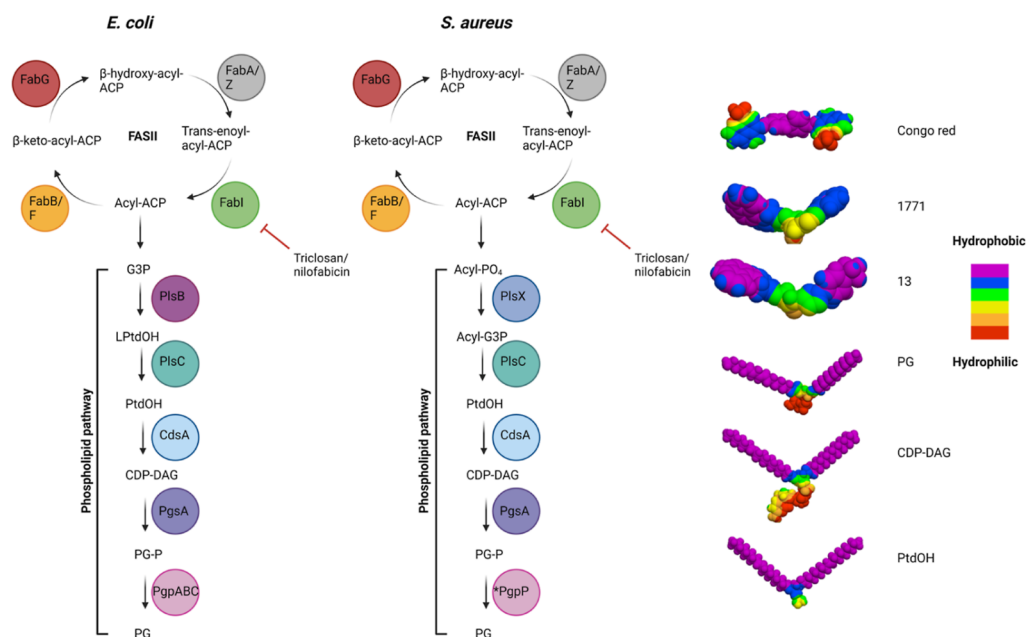 E. coli
FabG
β-hydroxy-acyl-
ACP
FabA/
Z
β-keto-acyl-ACP
FASII
Trans-enoyl-
acyl-ACP
FabB/
F
Acyl-ACP
FabI
Triclosan/
nilofabicin
Phospholipid pathway
G3P
PlsB
LPtdOH
PlsC
PtdOH
CdsA
CDP-DAG
PgsA
PG-P
PgpABC
PG
S. aureus
FabG
β-hydroxy-acyl-
ACP
FabA/
Z
β-keto-acyl-ACP
FASII
Trans-enoyl-
acyl-ACP
FabB/
F
Acyl-ACP
FabI
Triclosan/
nilofabicin
Phospholipid pathway
Acyl-PO₄
PlsX
Acyl-G3P
PlsC
PtdOH
CdsA
CDP-DAG
PgsA
PG-P
*PgpP
PG
Congo red
1771
13
PG
CDP-DAG
PtdOH
Hydrophobic
Hydrophilic